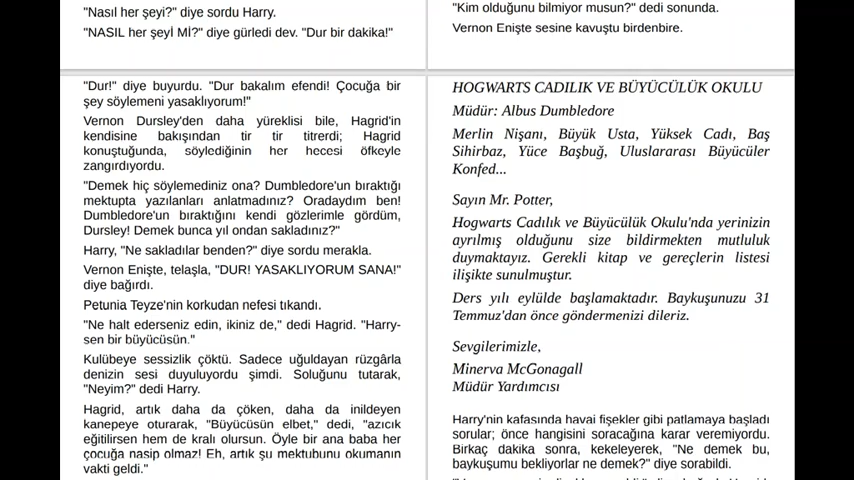 "Nasıl her şeyi?" diye sordu Harry.
"NASIL her şeyİ Mİ?" diye gürledi dev. "Dur bir dakika!"
"Dur!" diye buyurdu. "Dur bakalım efendi! Çocuğa bir
şey söylemeni yasaklıyorum!"
Vernon Dursley'den daha yüreklisi bile, Hagrid'in
kendisine bakışından tir tir titrerdi; Hagrid
konuştuğunda, söylediğinin her hecesi öfkeyle
zangırdıyordu.
"Demek hiç söylemediniz ona? Dumbledore'un bıraktığı
mektupta yazılanları anlatmadınız? Oradaydım ben!
Dumbledore'un bıraktığını kendi gözlerimle gördüm,
Dursley! Demek bunca yıl ondan sakladınız?"
Harry, "Ne sakladılar benden?" diye sordu merakla.
Vernon Enişte, telaşla, "DUR! YASAKLIYORUM SANA!"
diye bağırdı.
Petunia Teyze'nin korkudan nefesi tıkandı.
"Ne halt ederseniz edin, ikiniz de," dedi Hagrid. "Harry-
sen bir büyücüsün."
Kulübeye sessizlik çöktü. Sadece uğuldayan rüzgârla
denizin sesi duyuluyordu şimdi. Soluğunu tutarak,
"Neyim?" dedi Harry.
Hagrid, artık daha da çöken, daha da inildeyen
kanepeye oturarak, "Büyücüsün elbet," dedi, "azıcık
eğitilirsen hem de kralı olursun. Öyle bir ana baba her
çocuğa nasip olmaz! Eh, artık şu mektubunu okumanın
vakti geldi."
"Kim olduğunu bilmiyor musun?" dedi sonunda.
Vernon Enişte sesine kavuştu birdenbire.
HOGWARTS CADILIK VE BÜYÜCÜLÜK OKULU
Müdür: Albus Dumbledore
Merlin Nişanı, Büyük Usta, Yüksek Cadı, Baş
Sihirbaz, Yüce Başbuğ, Uluslararası Büyücüler
Konfed...
Sayın Mr. Potter,
Hogwarts Cadılık ve Büyücülük Okulu'nda yerinizin
ayrılmış olduğunu size bildirmekten mutluluk
duymaktayız. Gerekli kitap ve gereçlerin listesi
ilişikte sunulmuştur.
Ders yılı eylülde başlamaktadır. Baykuşunuzu 31
Temmuz'dan önce göndermenizi dileriz.
Sevgilerimizle,
Minerva McGonagall
Müdür Yardımcısı
Harry'nin kafasında havai fişekler gibi patlamaya başladı
sorular; önce hangisini soracağına karar veremiyordu.
Birkaç dakika sonra, kekeleyerek, "Ne demek bu,
baykuşumu bekliyorlar ne demek?" diye sorabildi.